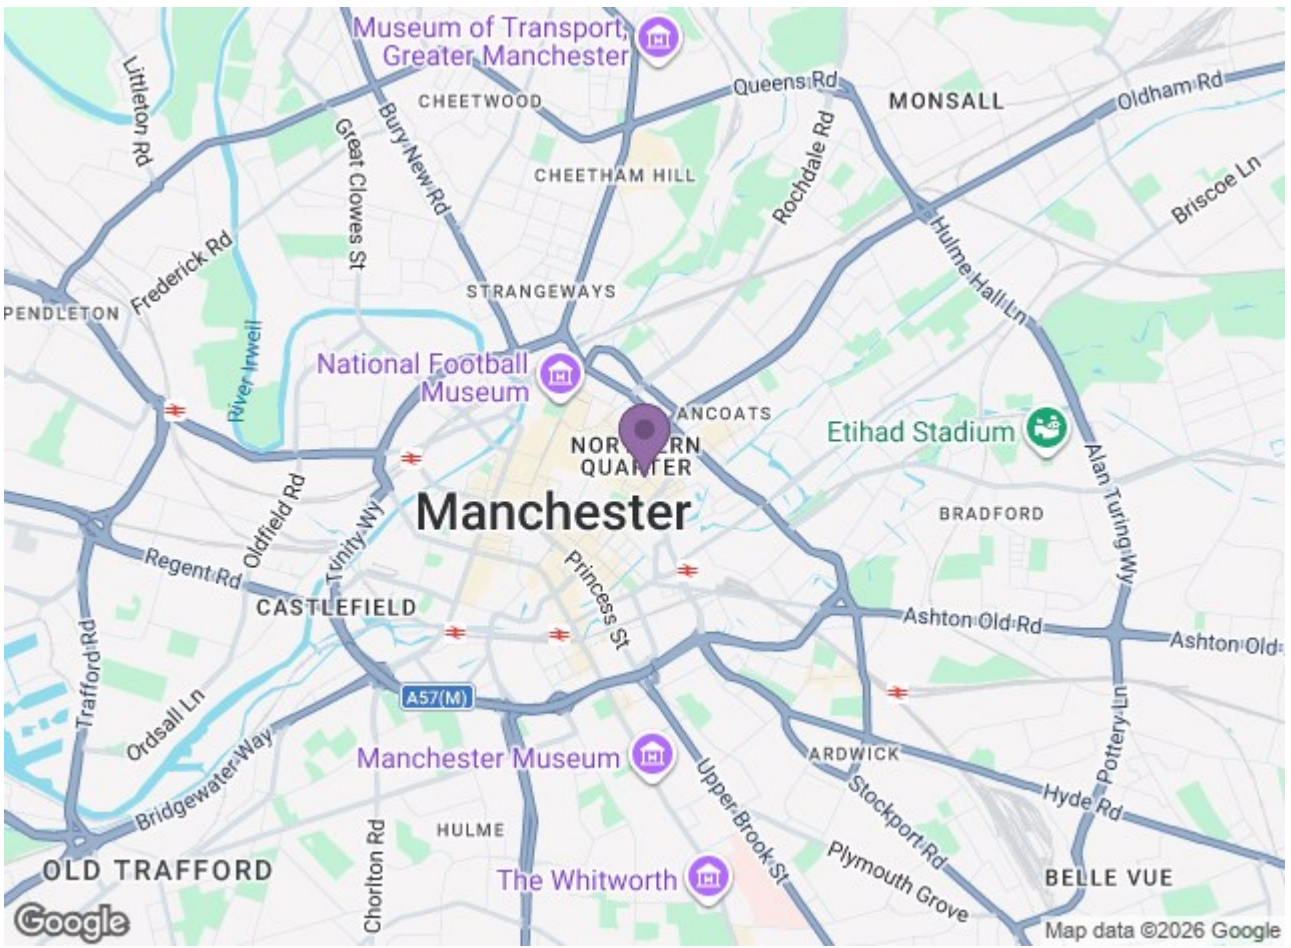 Museum of Transport,
Greater Manchester
Littleton Rd
CHEETWOOD
Queens Rd
MONSALL
Oldham Rd
Bury New Rd
Great Clowes St
Rochdale Rd
CHEETHAM HILL
Briscoe Ln
Frederick Rd
Hulme Hall Ln
STRANGEWAYS
PENDLETON
River Irwell
National Football
Museum
ANCOATS
Etihad Stadium
QUARTER
Manchester
Alan Turing Wy
BRADFORD
Oldfield Rd
Trinity Wy
Regent Rd
Princess St
CASTLEFIELD
Ashton Old Rd
Ashton Old
Trafford Rd
Ordsall Ln
A57(M)
Pottery Ln
Bridgewater Way
Manchester Museum
ARDWICK
Upper Brook St
Hyde Rd
Stockport Rd
HULME
Chorlton Rd
Plymouth Grove
OLD TRAFFORD
The Whitworth
BELLE VUE
Google
Map data ©2026 Google